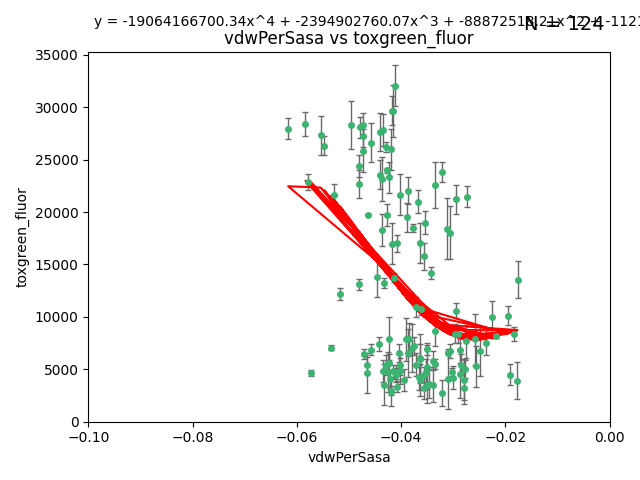 y = -19064166700.34x^4 + -2394902760.07x^3 +
N = 124
vdwPerSasa vs toxgreen_fluor
35000
30000
25000
20000
15000
10000
5000
0
toxgreen_fluor
−0.10
−0.08
−0.06
−0.04
−0.02
0.00
vdwPerSasa